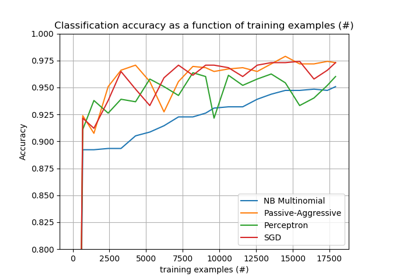 Classification accuracy as a function of training examples (#)
1.000
0.975
0.950
0.925
0.900
0.875
0.850
0.825
0.800
Accuracy
NB Multinomial
Passive-Aggressive
Perceptron
SGD
0 2500 5000 7500 10000 12500 15000 17500
training examples (#)